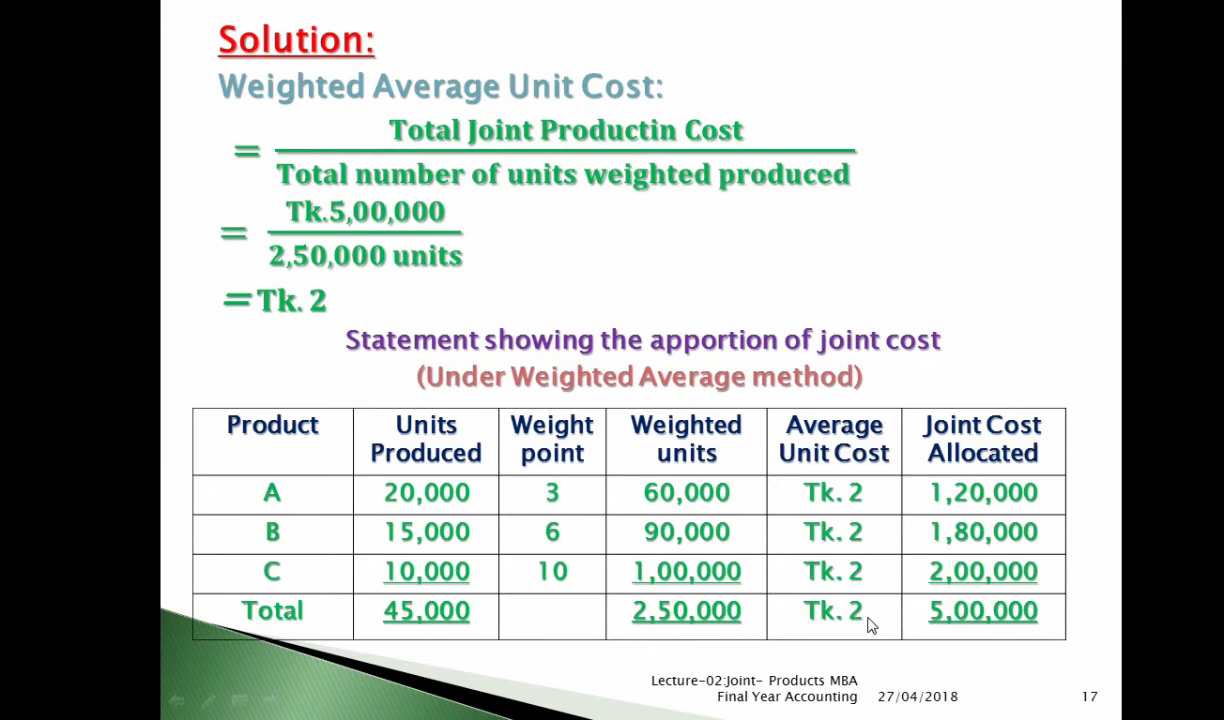 Solution:
Weighted Average Unit Cost:
= Total Joint Productin Cost
Total number of units weighted produced
= Tk.5,00,000
2,50,000 units
=Tk. 2
Statement showing the apportion of joint cost
(Under Weighted Average method)
Product Units Produced Weight point Weighted units Average Unit Cost Joint Cost Allocated
A 20,000 3 60,000 Tk. 2 1,20,000
B 15,000 6 90,000 Tk. 2 1,80,000
C 10,000 10 1,00,000 Tk. 2 2,00,000
Total 45,000 2,50,000 Tk. 2 5,00,000
Lecture-02:Joint- Products MBA
Final Year Accounting 27/04/2018 17